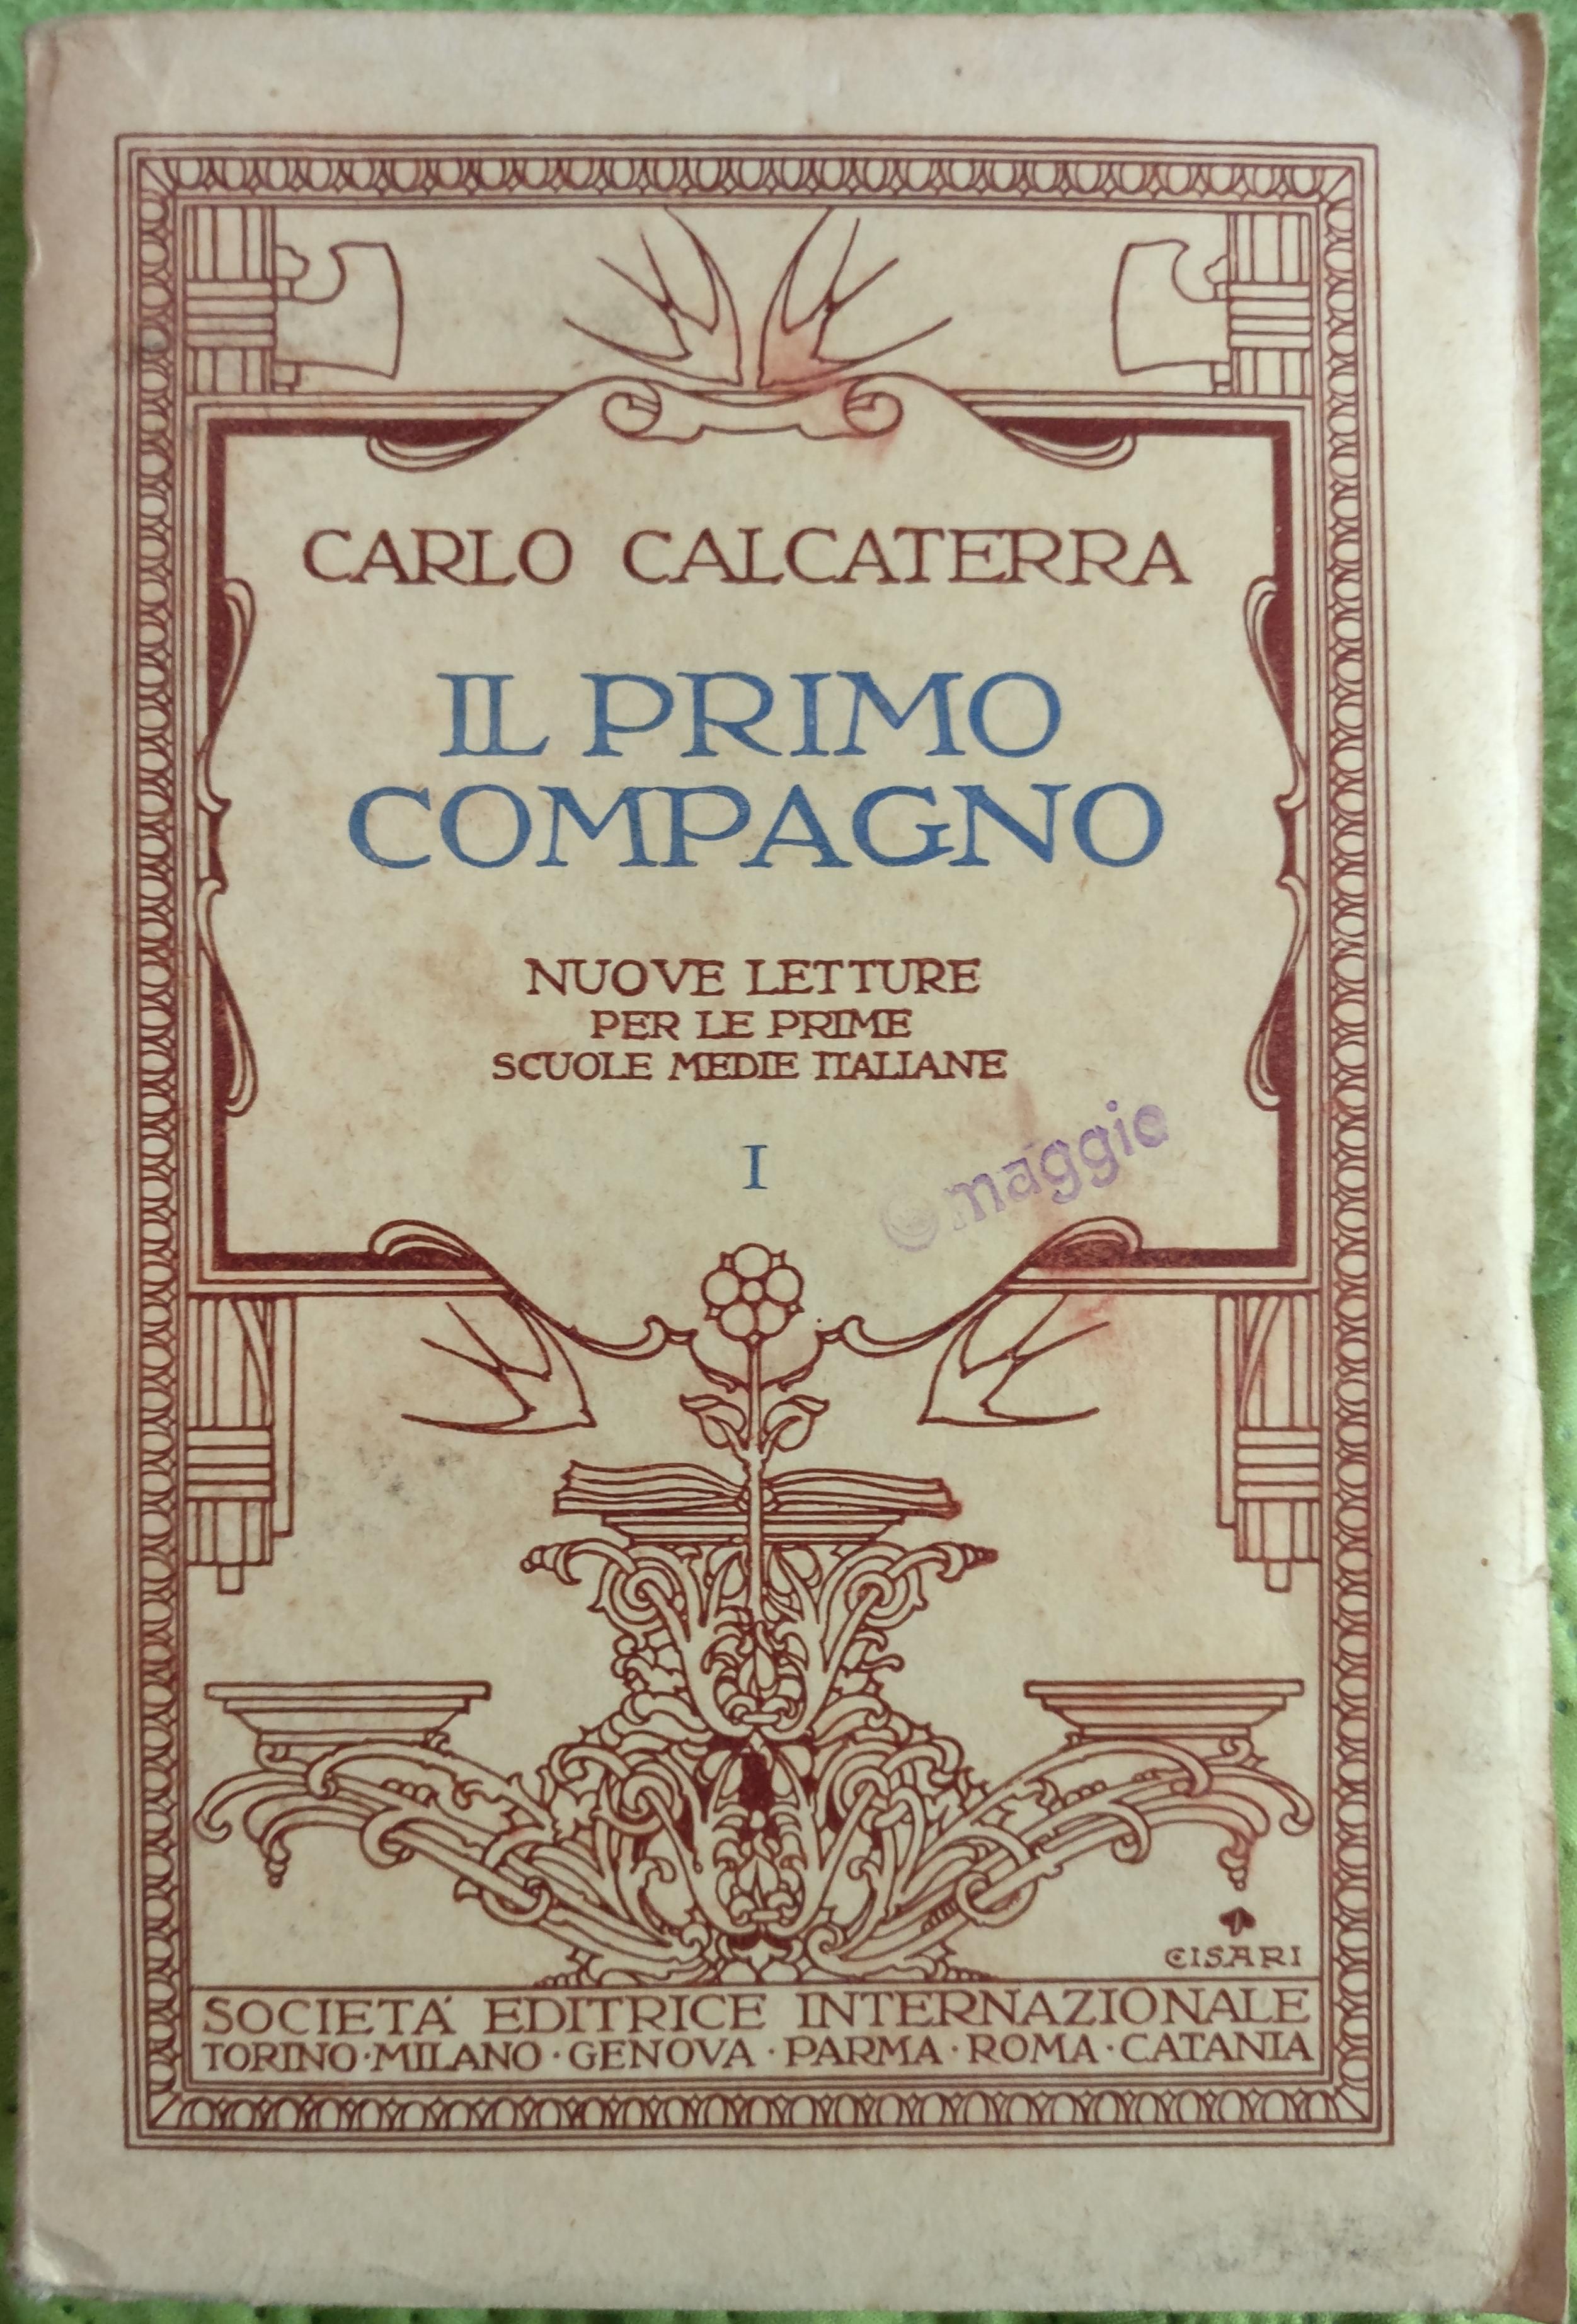 CARLO CALCATERRA
IL PRIMO
COMPAGNO
NUOVE LETTURE
PER LE PRIME
SCUOLE MEDIE ITALIANE
I
Omaggio
CISARI
SOCIETÀ EDITRICE INTERNAZIONALE
TORINO·MILANO·GENOVA·PARMA·ROMA·CATANIA